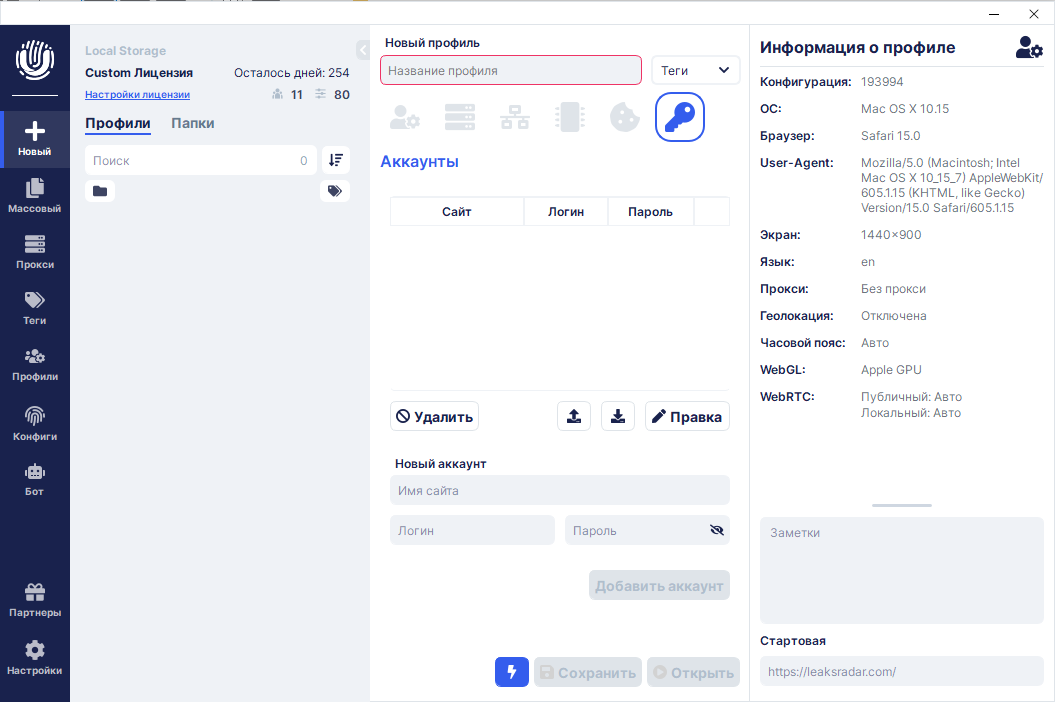 Local Storage
Custom Лицензия
Осталось дней: 254
Настройки лицензии
11
80
Профили
Папки
Поиск
0
Новый
Массовый
Прокси
Теги
Профили
Конфиги
Бот
Партнеры
Настройки
Новый профиль
Название профиля
Теги
Аккаунты
Сайт
Логин
Пароль
Удалить
Правка
Новый аккаунт
Имя сайта
Логин
Пароль
Добавить аккаунт
Сохранить
Открыть
Информация о профиле
Конфигурация: 193994
ОС: Mac OS X 10.15
Браузер: Safari 15.0
User-Agent: Mozilla/5.0 (Macintosh; Intel
Mac OS X 10_15_7) AppleWebKit/
605.1.15 (KHTML, like Gecko)
Version/15.0 Safari/605.1.15
Экран: 1440×900
Язык: en
Прокси: Без прокси
Геолокация: Отключена
Часовой пояс: Авто
WebGL: Apple GPU
WebRTC: Публичный: Авто
Локальный: Авто
Заметки
Стартовая
https://leaksradar.com/